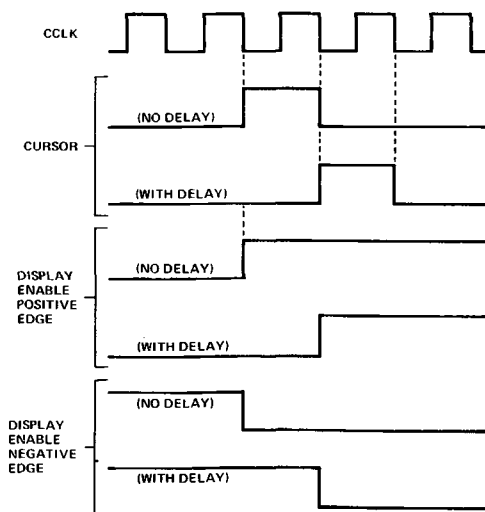 CCLK
(NO DELAY)
CURSOR
(WITH DELAY)
(NO DELAY)
DISPLAY
ENABLE
POSITIVE
EDGE
(WITH DELAY)
(NO DELAY)
DISPLAY
ENABLE
NEGATIVE
EDGE
(WITH DELAY)